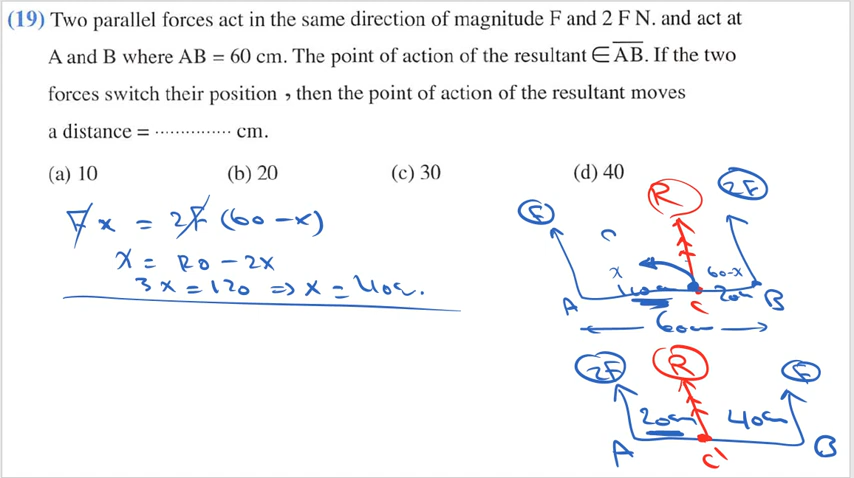 (19) Two parallel forces act in the same direction of magnitude F and 2 F N. and act at
A and B where AB = 60 cm. The point of action of the resultant ∈ A̅B̅. If the two
forces switch their position , then the point of action of the resultant moves
a distance = ............... cm.
(a) 10 (b) 20 (c) 30 (d) 40
F x = 2F (60 - x)
x = 120 - 2x
3x = 120 => x = 40c.
F R 2F
x 60-x
40cm 20cm
A C B
60cm
2F R F
20cm 40cm
A C' B